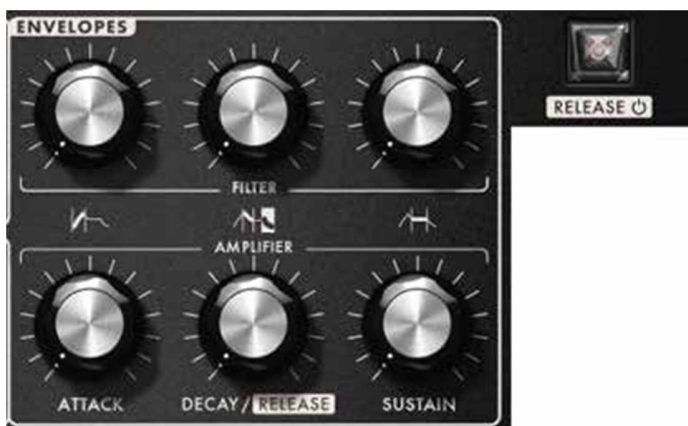 ENVELOPES
RELEASE
FILTER
AMPLIFIER
ATTACK
DECAY/RELEASE
SUSTAIN